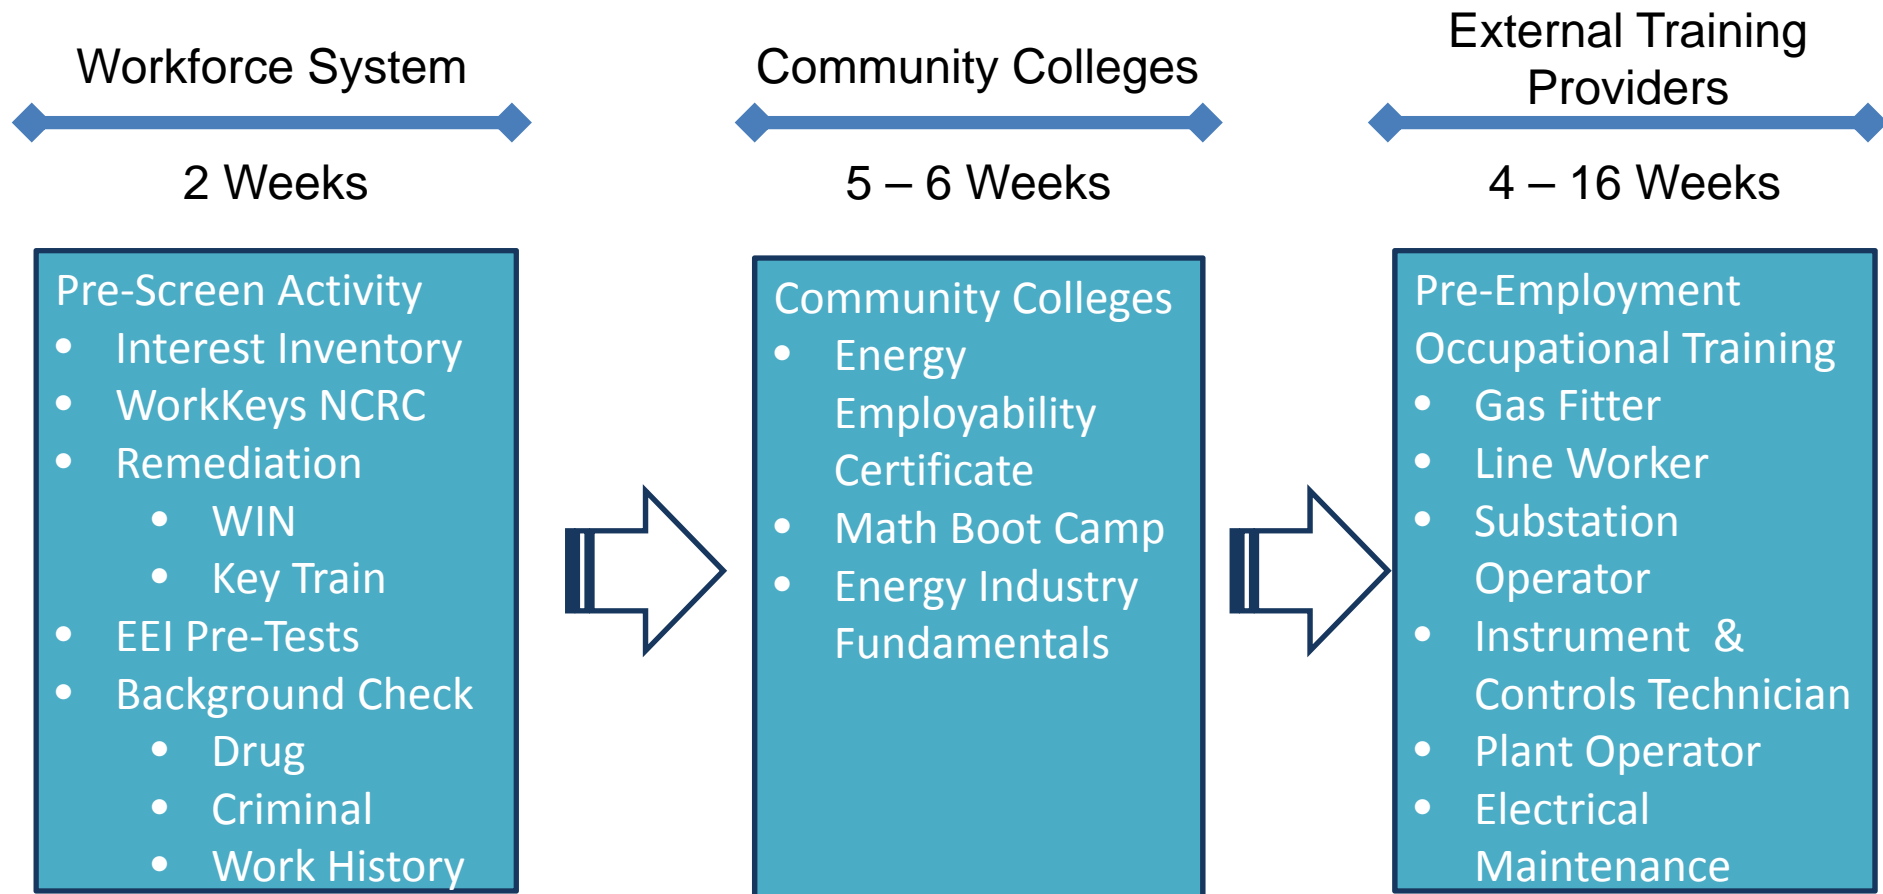 Workforce System
2 Weeks
Pre-Screen Activity
• Interest Inventory
• WorkKeys NCRC
• Remediation
• WIN
• Key Train
• EEI Pre-Tests
• Background Check
• Drug
• Criminal
• Work History
Community Colleges
5 – 6 Weeks
Community Colleges
• Energy
Employability
Certificate
• Math Boot Camp
• Energy Industry
Fundamentals
External Training
Providers
4 – 16 Weeks
Pre-Employment
Occupational Training
• Gas Fitter
• Line Worker
• Substation
Operator
• Instrument &
Controls Technician
• Plant Operator
• Electrical
Maintenance